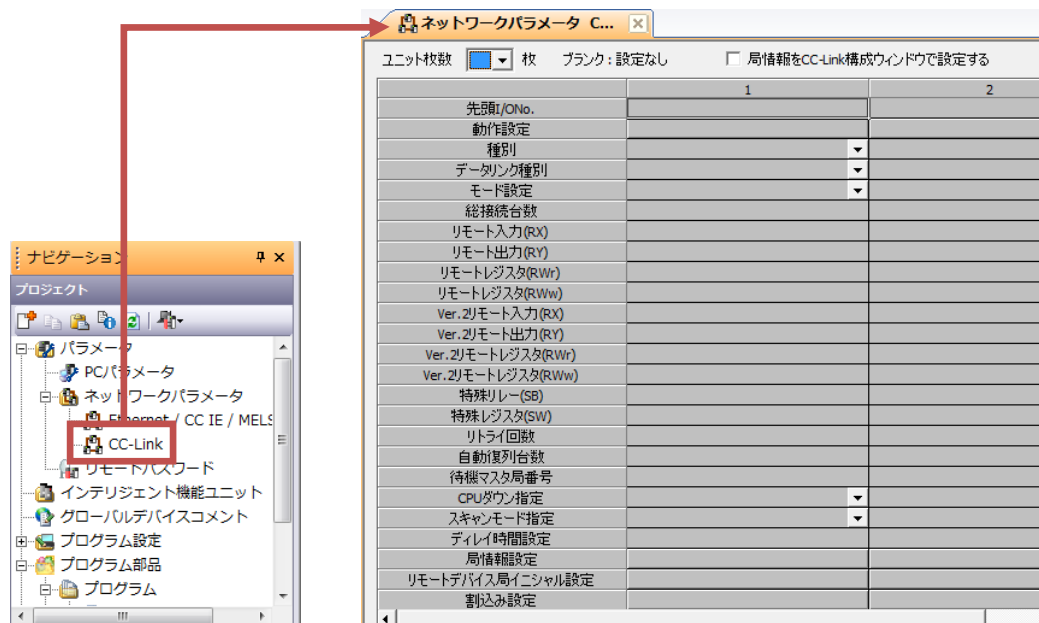 ネットワークパラメータ C...
ユニット枚数 枚 ブランク：設定なし 局情報をCC-Link構成ウィンドウで設定する
1 2
先頭I/ONo.
動作設定
種別
データリンク種別
モード設定
総接続台数
リモート入力(RX)
リモート出力(RY)
リモートレジスタ(RWr)
リモートレジスタ(RWw)
Ver.2リモート入力(RX)
Ver.2リモート出力(RY)
Ver.2リモートレジスタ(RWr)
Ver.2リモートレジスタ(RWw)
特殊リレー(SB)
特殊レジスタ(SW)
リトライ回数
自動復列台数
待機マスタ局番号
CPUダウン指定
スキャンモード指定
ディレイ時間設定
局情報設定
リモートデバイス局イニシャル設定
割込み設定
ナビゲーション
プロジェクト
パラメータ
PCパラメータ
ネットワークパラメータ
Ethernet / CC IE / MELS
CC-Link
リモートパスワード
インテリジェント機能ユニット
グローバルデバイスコメント
プログラム設定
プログラム部品
プログラム